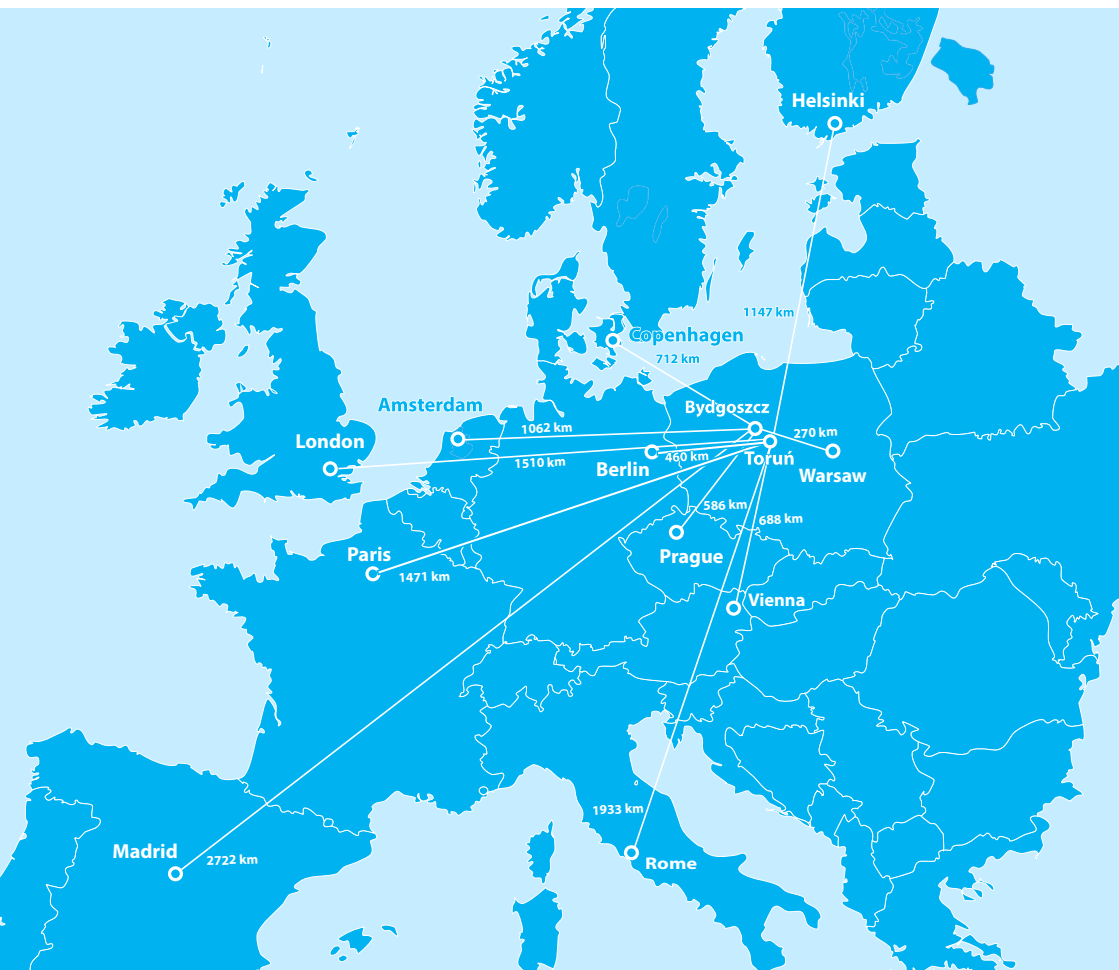 Helsinki
1147 km
Copenhagen
712 km
Amsterdam
Bydgoszcz
1062 km
270 km
London
1510 km
Berlin
460 km
Toruń
Warsaw
586 km
688 km
Paris
1471 km
Prague
Vienna
1933 km
Madrid
2722 km
Rome